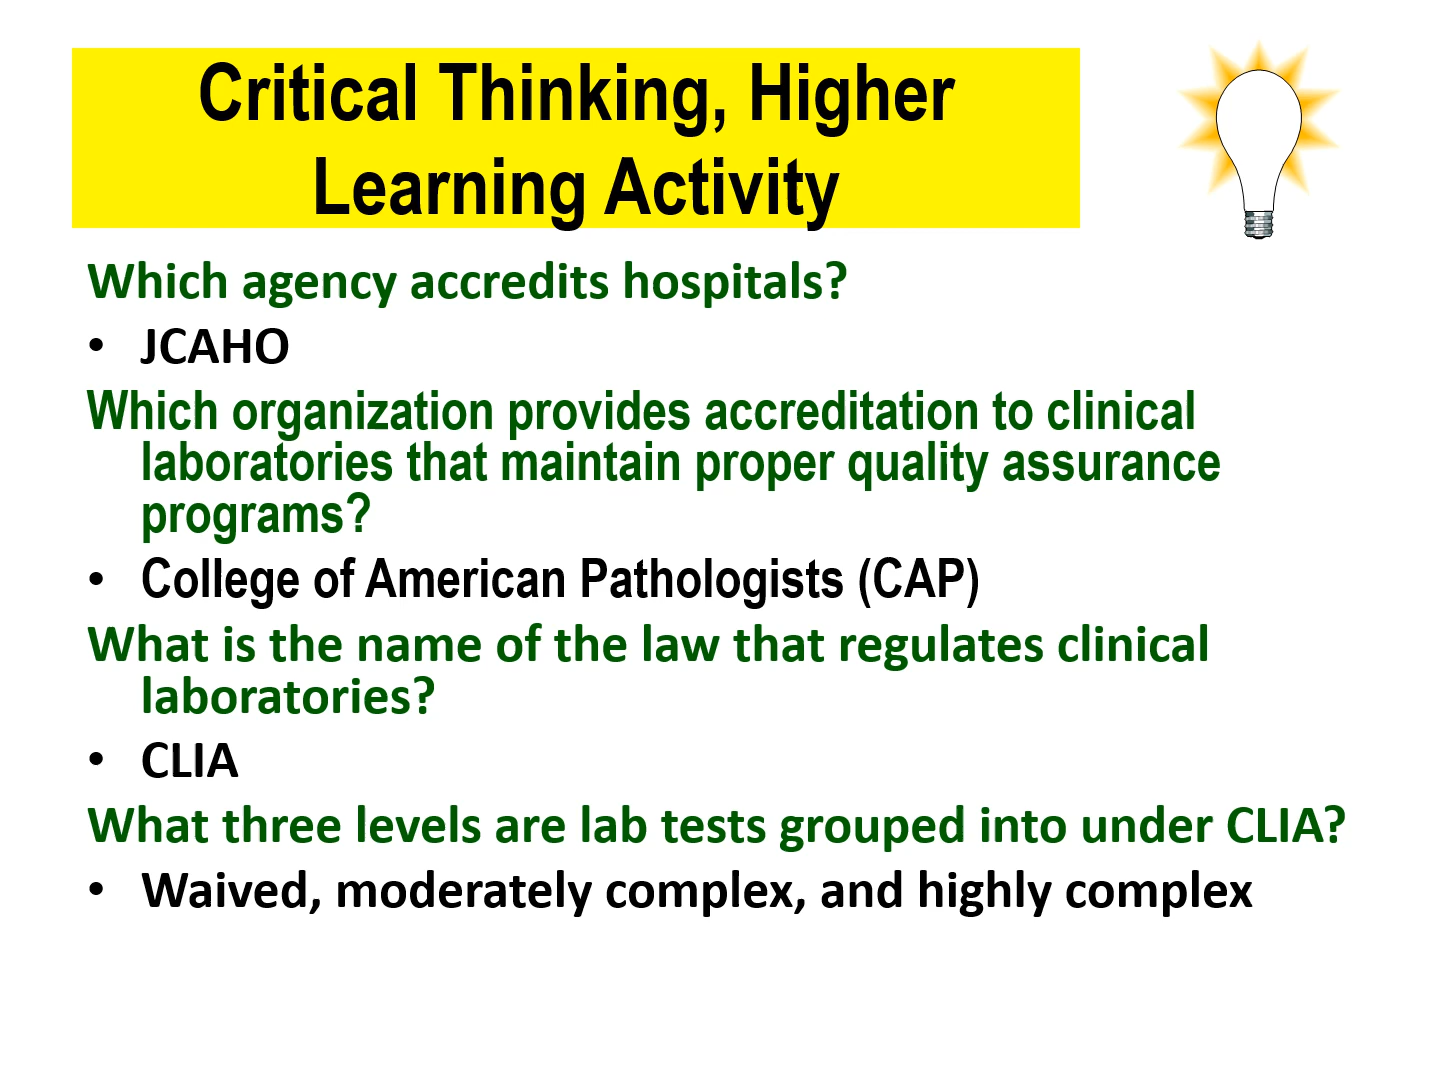 Critical Thinking, Higher
Learning Activity
Which agency accredits hospitals?
• JCAHO
Which organization provides accreditation to clinical
laboratories that maintain proper quality assurance
programs?
• College of American Pathologists (CAP)
What is the name of the law that regulates clinical
laboratories?
• CLIA
What three levels are lab tests grouped into under CLIA?
• Waived, moderately complex, and highly complex